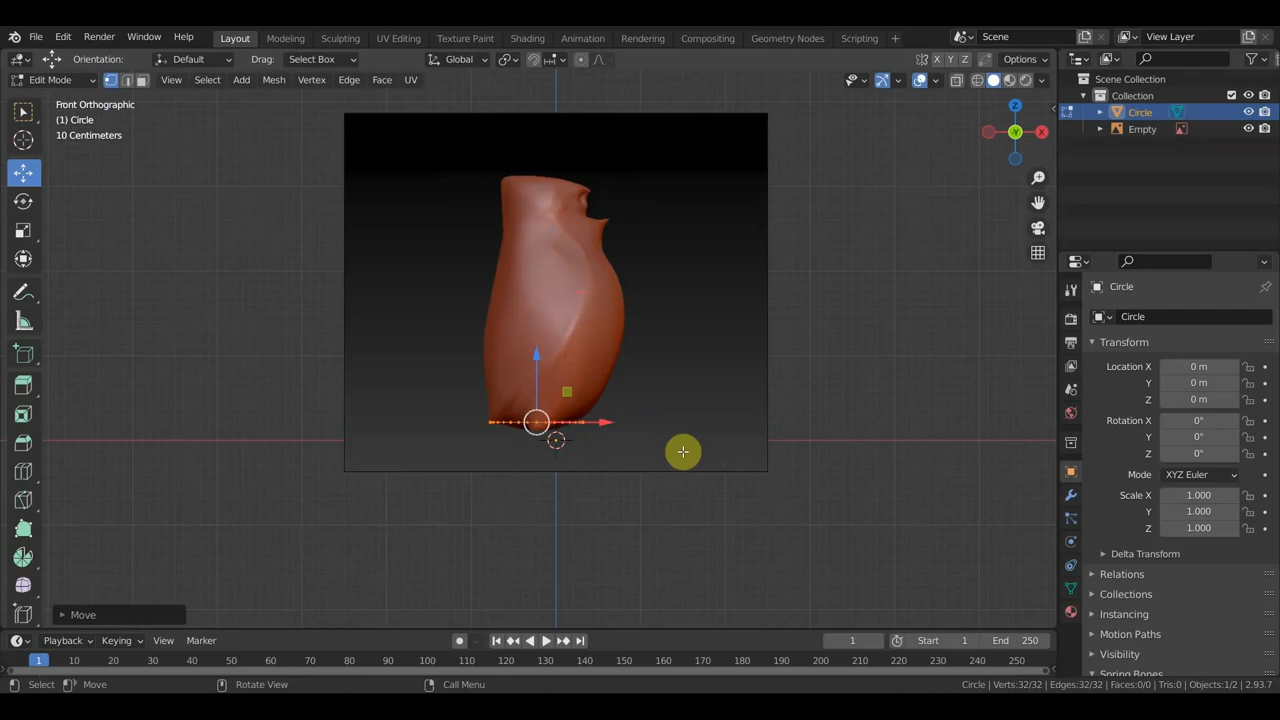 File Edit Render Window Help Layout Modeling Sculpting UV Editing Texture Paint Shading Animation Rendering Compositing Geometry Nodes Scripting + Scene View Layer
Orientation: Default Drag: Select Box Global X Y Z Options
Edit Mode View Select Add Mesh Vertex Edge Face UV
Front Orthographic
(1) Circle
10 Centimeters
Z
-Y
X
Move
Scene Collection
Collection
Circle
Empty
Circle
Circle
Transform
Location X 0 m
Y 0 m
Z 0 m
Rotation X 0°
Y 0°
Z 0°
Mode XYZ Euler
Scale X 1.000
Y 1.000
Z 1.000
Delta Transform
Relations
Collections
Instancing
Motion Paths
Visibility
Spring Bones
Playback Keying View Marker 1 Start 1 End 250
1 10 20 30 40 50 60 70 80 90 100 110 120 130 140 150 160 170 180 190 200 210 220 230 240 250
Select Move Rotate View Call Menu Circle | Verts:32/32 | Edges:32/32 | Faces:0/0 | Tris:0 | Objects:1/2 | 2.93.7